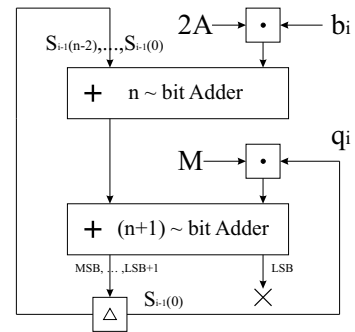 2A • bi
Si-1(n-2),...,Si-1(0)
+ n ~ bit Adder
qi
M •
+ (n+1) ~ bit Adder
MSB, ... ,LSB+1 LSB
Si-1(0)
△